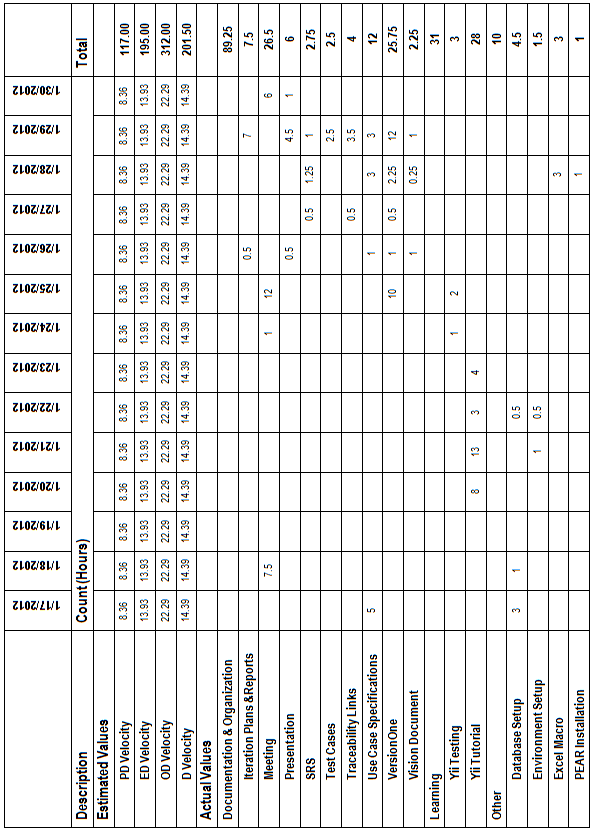 1/17/2012 1/18/2012 1/19/2012 1/20/2012 1/21/2012 1/22/2012 1/23/2012 1/24/2012 1/25/2012 1/26/2012 1/27/2012 1/28/2012 1/29/2012 1/30/2012
Description Count (Hours) Total
Estimated Values
PD Velocity 8.36 8.36 8.36 8.36 8.36 8.36 8.36 8.36 8.36 8.36 8.36 8.36 8.36 8.36 117.00
ED Velocity 13.93 13.93 13.93 13.93 13.93 13.93 13.93 13.93 13.93 13.93 13.93 13.93 13.93 13.93 195.00
OD Velocity 22.29 22.29 22.29 22.29 22.29 22.29 22.29 22.29 22.29 22.29 22.29 22.29 22.29 22.29 312.00
D Velocity 14.39 14.39 14.39 14.39 14.39 14.39 14.39 14.39 14.39 14.39 14.39 14.39 14.39 14.39 201.50
Actual Values
Documentation & Organization 89.25
Iteration Plans & Reports 0.5 7 7.5
Meeting 7.5 1 12 6 26.5
Presentation 0.5 4.5 1 6
SRS 0.5 1.25 1 2.75
Test Cases 2.5 2.5
Traceability Links 0.5 3.5 4
Use Case Specifications 5 1 3 3 12
VersionOne 10 1 0.5 2.25 12 25.75
Vision Document 1 0.25 1 2.25
Learning 31
Yii Testing 1 2 3
Yii Tutorial 8 13 3 4 28
Other 10
Database Setup 3 1 0.5 4.5
Environment Setup 1 0.5 1.5
Excel Macro 3 3
PEAR Installation 1 1